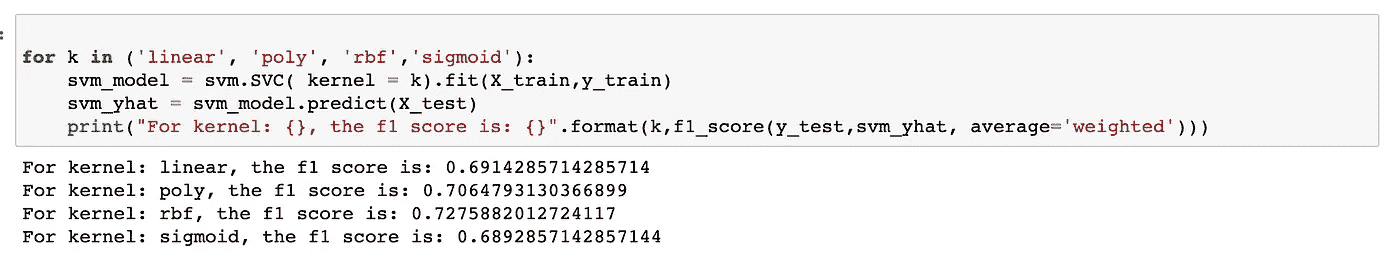 :
for k in ('linear', 'poly', 'rbf','sigmoid'):
    svm_model = svm.SVC( kernel = k).fit(X_train,y_train)
    svm_yhat = svm_model.predict(X_test)
    print("For kernel: {}, the f1 score is: {}".format(k,f1_score(y_test,svm_yhat, average='weighted')))
For kernel: linear, the f1 score is: 0.6914285714285714
For kernel: poly, the f1 score is: 0.7064793130366899
For kernel: rbf, the f1 score is: 0.7275882012724117
For kernel: sigmoid, the f1 score is: 0.6892857142857144